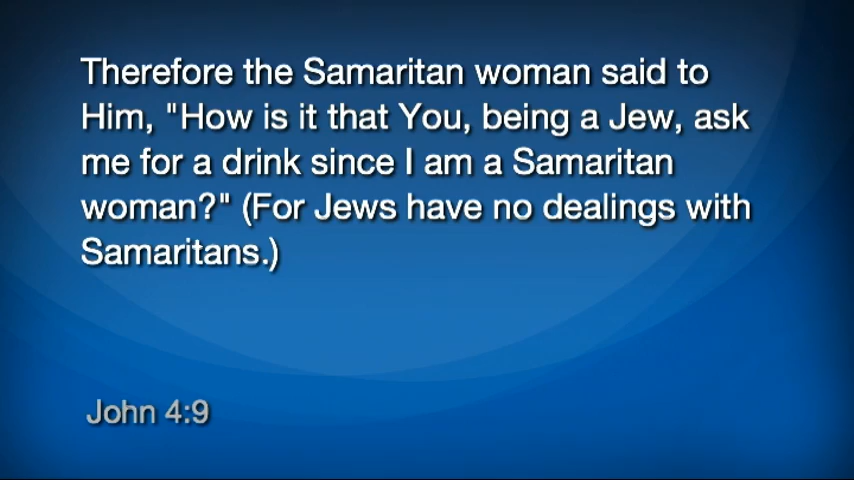 Therefore the Samaritan woman said to
Him, "How is it that You, being a Jew, ask
me for a drink since I am a Samaritan
woman?" (For Jews have no dealings with
Samaritans.)
John 4:9